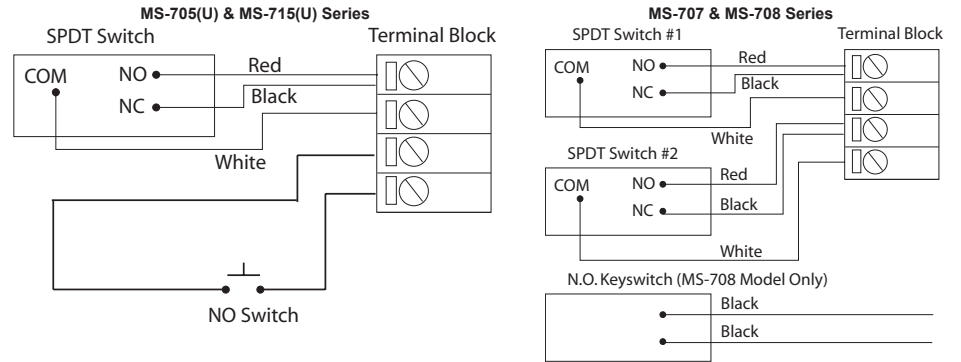 MS-705(U) & MS-715(U) Series
SPDT Switch
Terminal Block
COM
NO
Red
NC
Black
White
NO Switch
MS-707 & MS-708 Series
SPDT Switch #1
Terminal Block
COM
NO
Red
NC
Black
White
SPDT Switch #2
COM
NO
Red
NC
Black
White
N.O. Keyswitch (MS-708 Model Only)
Black
Black